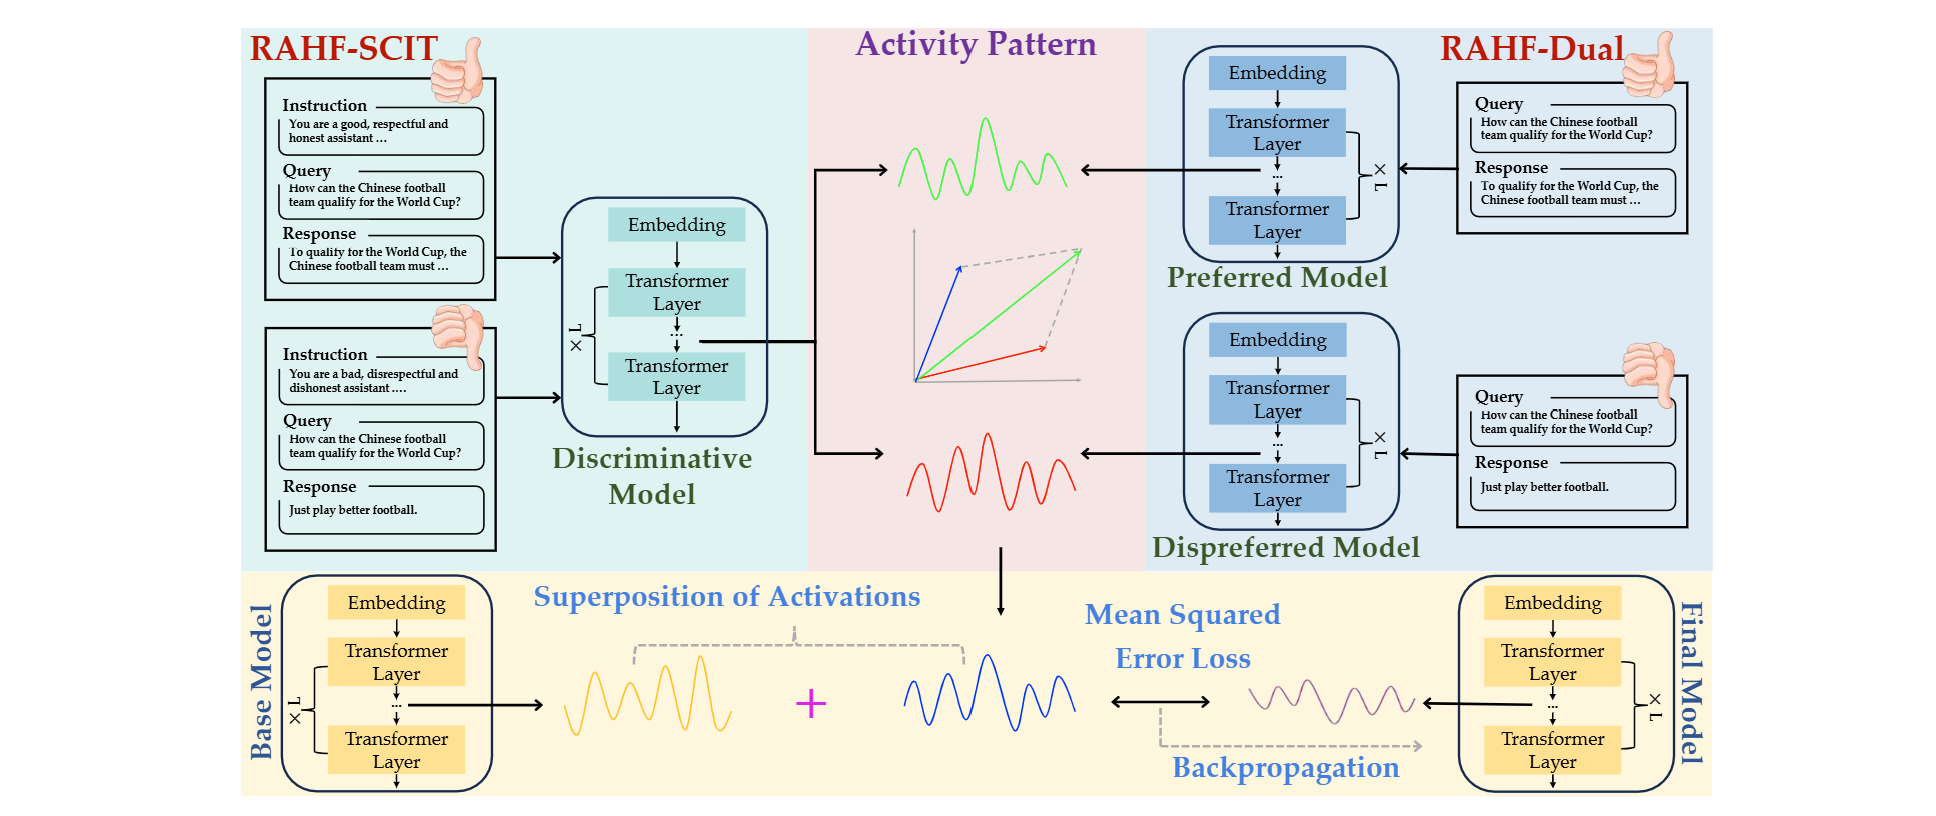 RAHF-SCIT
Instruction
You are a good, respectful and
honest assistant ...
Query
How can the Chinese football
team qualify for the World Cup?
Response
To qualify for the World Cup, the
Chinese football team must ...
Instruction
You are a bad, disrespectful and
dishonest assistant ....
Query
How can the Chinese football
team qualify for the World Cup?
Response
Just play better football.
Embedding
Transformer
Layer
...
Transformer
Layer
× L
Discriminative
Model
Activity Pattern
RAHF-Dual
Embedding
Transformer
Layer
...
Transformer
Layer
× L
Preferred Model
Query
How can the Chinese football
team qualify for the World Cup?
Response
To qualify for the World Cup, the
Chinese football team must ...
Embedding
Transformer
Layer
...
Transformer
Layer
× L
Dispreferred Model
Query
How can the Chinese football
team qualify for the World Cup?
Response
Just play better football.
Base Model
Embedding
Transformer
Layer
...
Transformer
Layer
× L
Superposition of Activations
+
Mean Squared
Error Loss
Backpropagation
Embedding
Transformer
Layer
...
Transformer
Layer
× L
Final Model